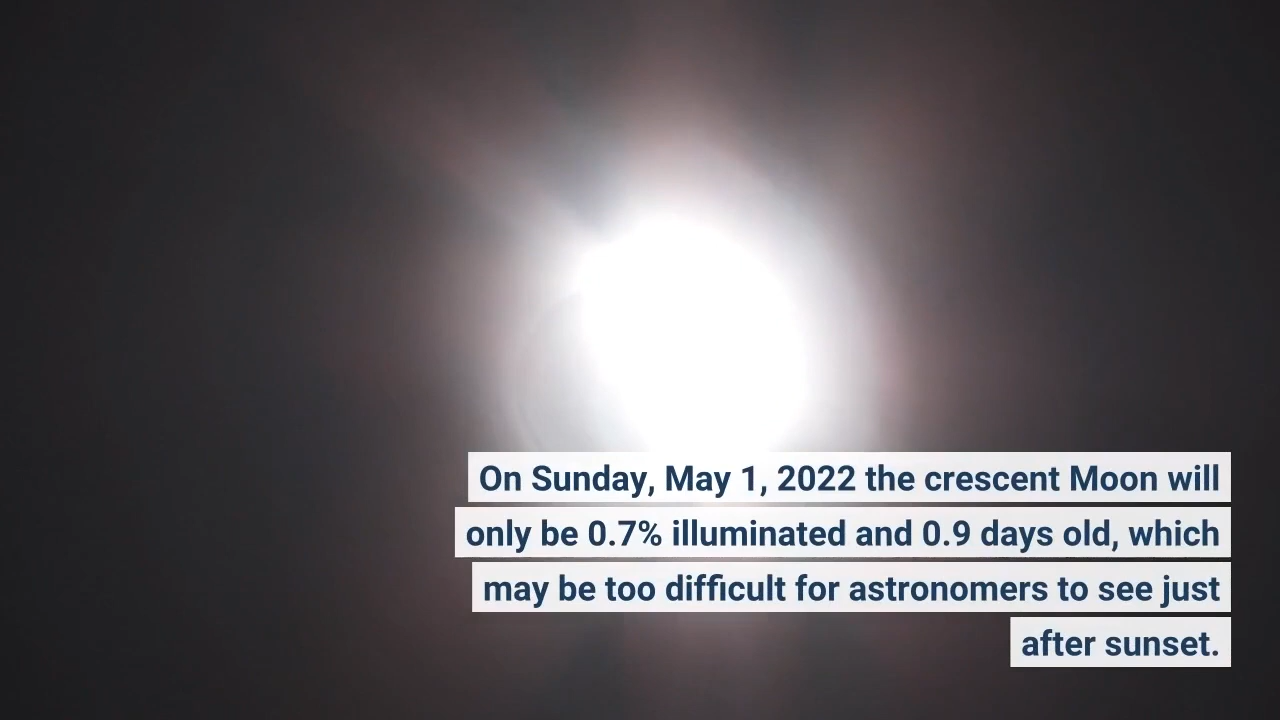 On Sunday, May 1, 2022 the crescent Moon will
only be 0.7% illuminated and 0.9 days old, which
may be too difficult for astronomers to see just
after sunset.